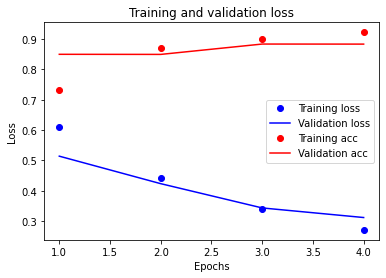 Training and validation loss
Loss
0.9
0.8
0.7
0.6
0.5
0.4
0.3
Training loss
Validation loss
Training acc
Validation acc
1.0 1.5 2.0 2.5 3.0 3.5 4.0
Epochs